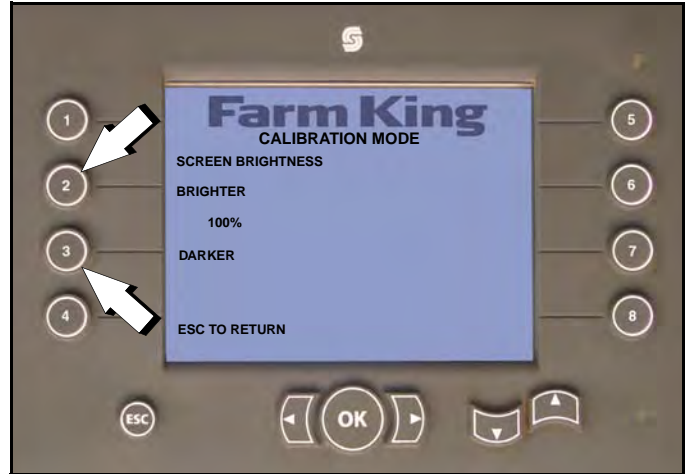 Farm King
CALIBRATION MODE
1
5
SCREEN BRIGHTNESS
2
BRIGHTER
6
100%
3
DARKER
7
4
ESC TO RETURN
8
ESC
OK